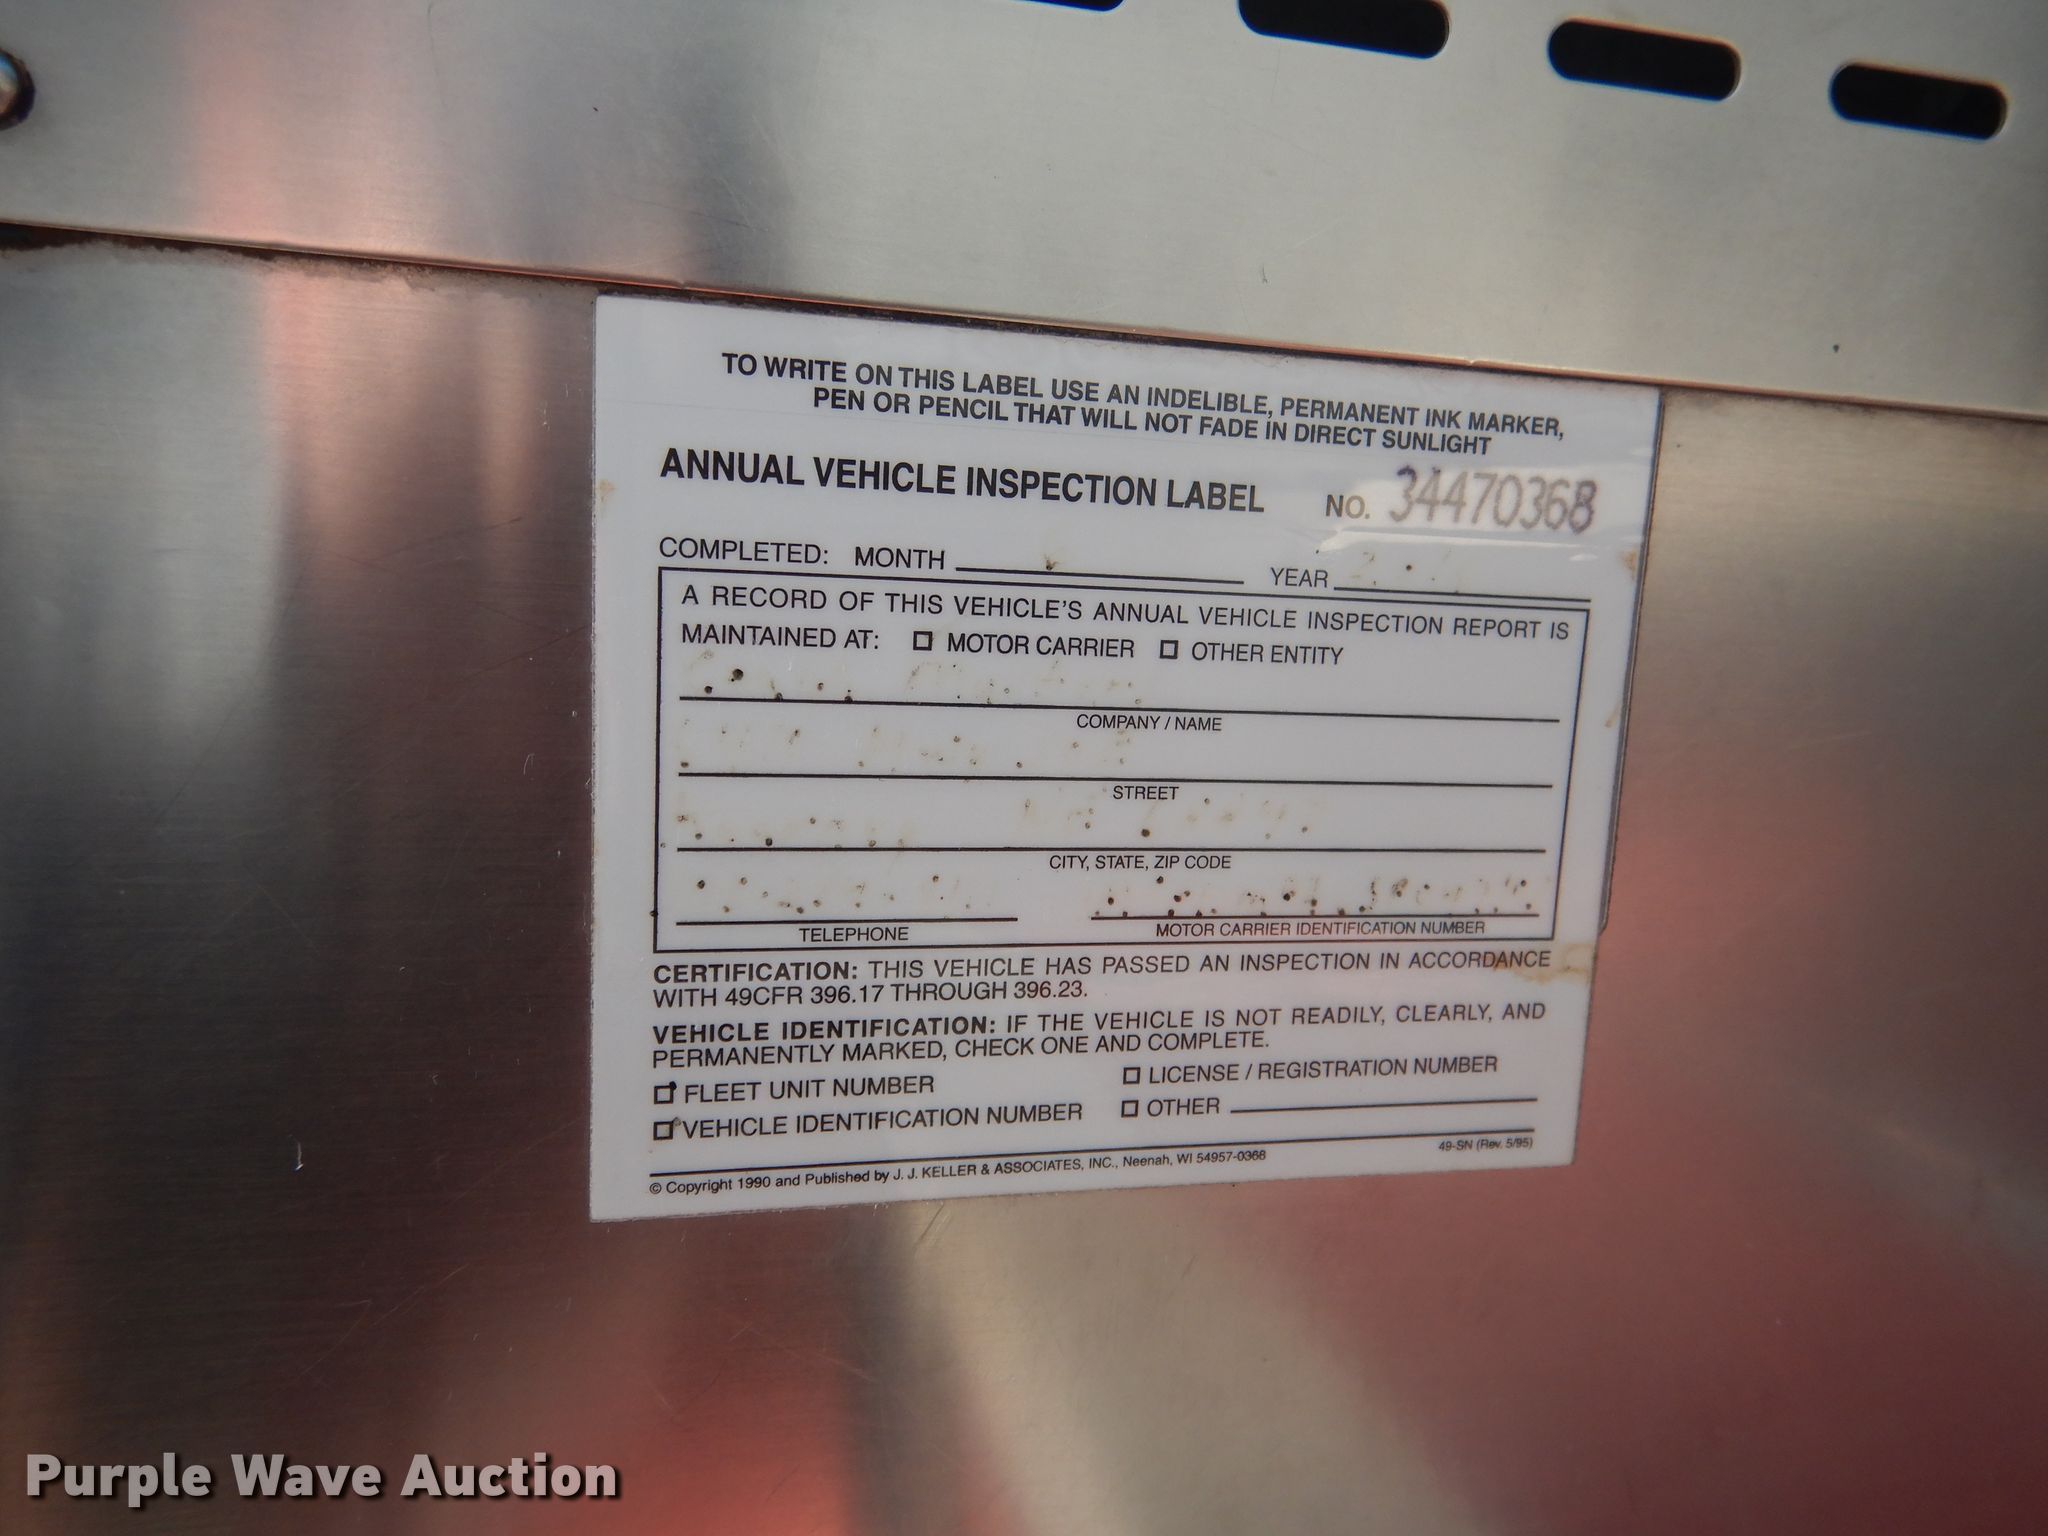 TO WRITE ON THIS LABEL USE AN INDELIBLE, PERMANENT INK MARKER,
PEN OR PENCIL THAT WILL NOT FADE IN DIRECT SUNLIGHT
ANNUAL VEHICLE INSPECTION LABEL NO. 34470368
COMPLETED: MONTH YEAR
A RECORD OF THIS VEHICLE'S ANNUAL VEHICLE INSPECTION REPORT IS
MAINTAINED AT: MOTOR CARRIER OTHER ENTITY
COMPANY / NAME
STREET
CITY, STATE, ZIP CODE
TELEPHONE MOTOR CARRIER IDENTIFICATION NUMBER
CERTIFICATION: THIS VEHICLE HAS PASSED AN INSPECTION IN ACCORDANCE
WITH 49CFR 396.17 THROUGH 396.23.
VEHICLE IDENTIFICATION: IF THE VEHICLE IS NOT READILY, CLEARLY, AND
PERMANENTLY MARKED, CHECK ONE AND COMPLETE.
FLEET UNIT NUMBER LICENSE / REGISTRATION NUMBER
VEHICLE IDENTIFICATION NUMBER OTHER
© Copyright 1990 and Published by J. J. KELLER & ASSOCIATES, INC., Neenah, WI 54957-0368 49-SN (Rev. 5/95)
Purple Wave Auction